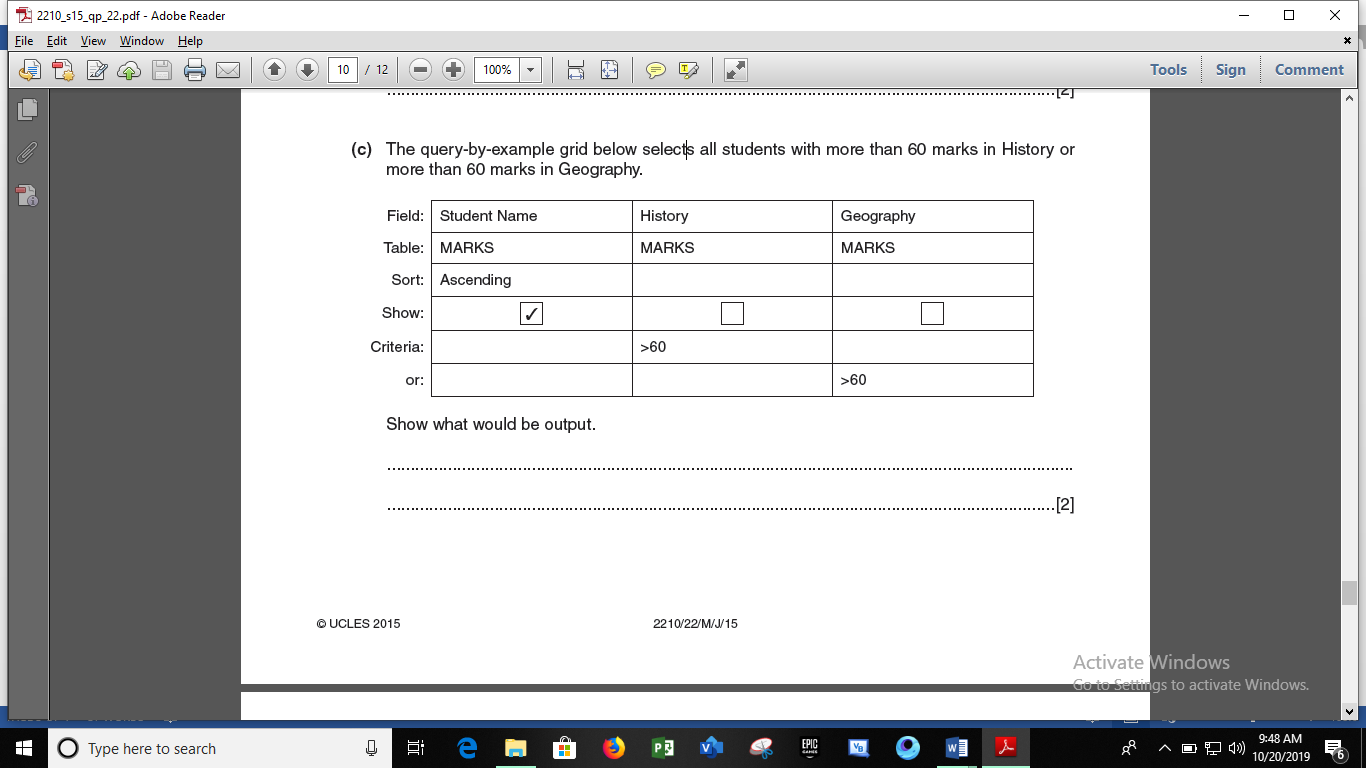 2210_s15_qp_22.pdf - Adobe Reader
File Edit View Window Help
10 / 12 100% Tools Sign Comment
[2]
(c) The query-by-example grid below selects all students with more than 60 marks in History or
more than 60 marks in Geography.
Field: Student Name History Geography
Table: MARKS MARKS MARKS
Sort: Ascending
Show: ✓
Criteria: >60
or: >60
Show what would be output.
[2]
© UCLES 2015 2210/22/M/J/15
Activate Windows
Go to Settings to activate Windows.
Type here to search
9:48 AM
10/20/2019
6